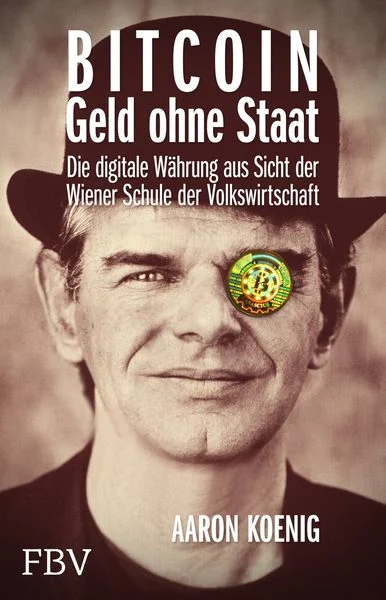 BITCOIN
Geld ohne Staat
Die digitale Währung aus Sicht der
Wiener Schule der Volkswirtschaft
B
AARON KOENIG
FBV